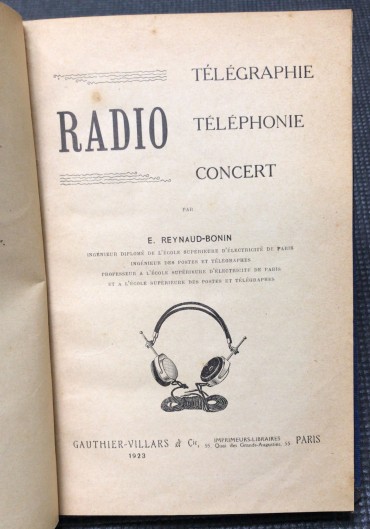 TÉLÉGRAPHIE
RADIO TÉLÉPHONIE
CONCERT
PAR
E. REYNAUD-BONIN
INGÉNIEUR DIPLOMÉ DE L'ÉCOLE SUPÉRIEURE D'ÉLECTRICITÉ DE PARIS
INGÉNIEUR DES POSTES ET TÉLÉGRAPHES
PROFESSEUR A L'ÉCOLE SUPÉRIEURE D'ÉLECTRICITÉ DE PARIS
ET A L'ÉCOLE SUPÉRIEURE DES POSTES ET TÉLÉGRAPHES
GAUTHIER-VILLARS & Cie, IMPRIMEURS-LIBRAIRES PARIS
55 Quai des Grands-Augustins, 55
1923